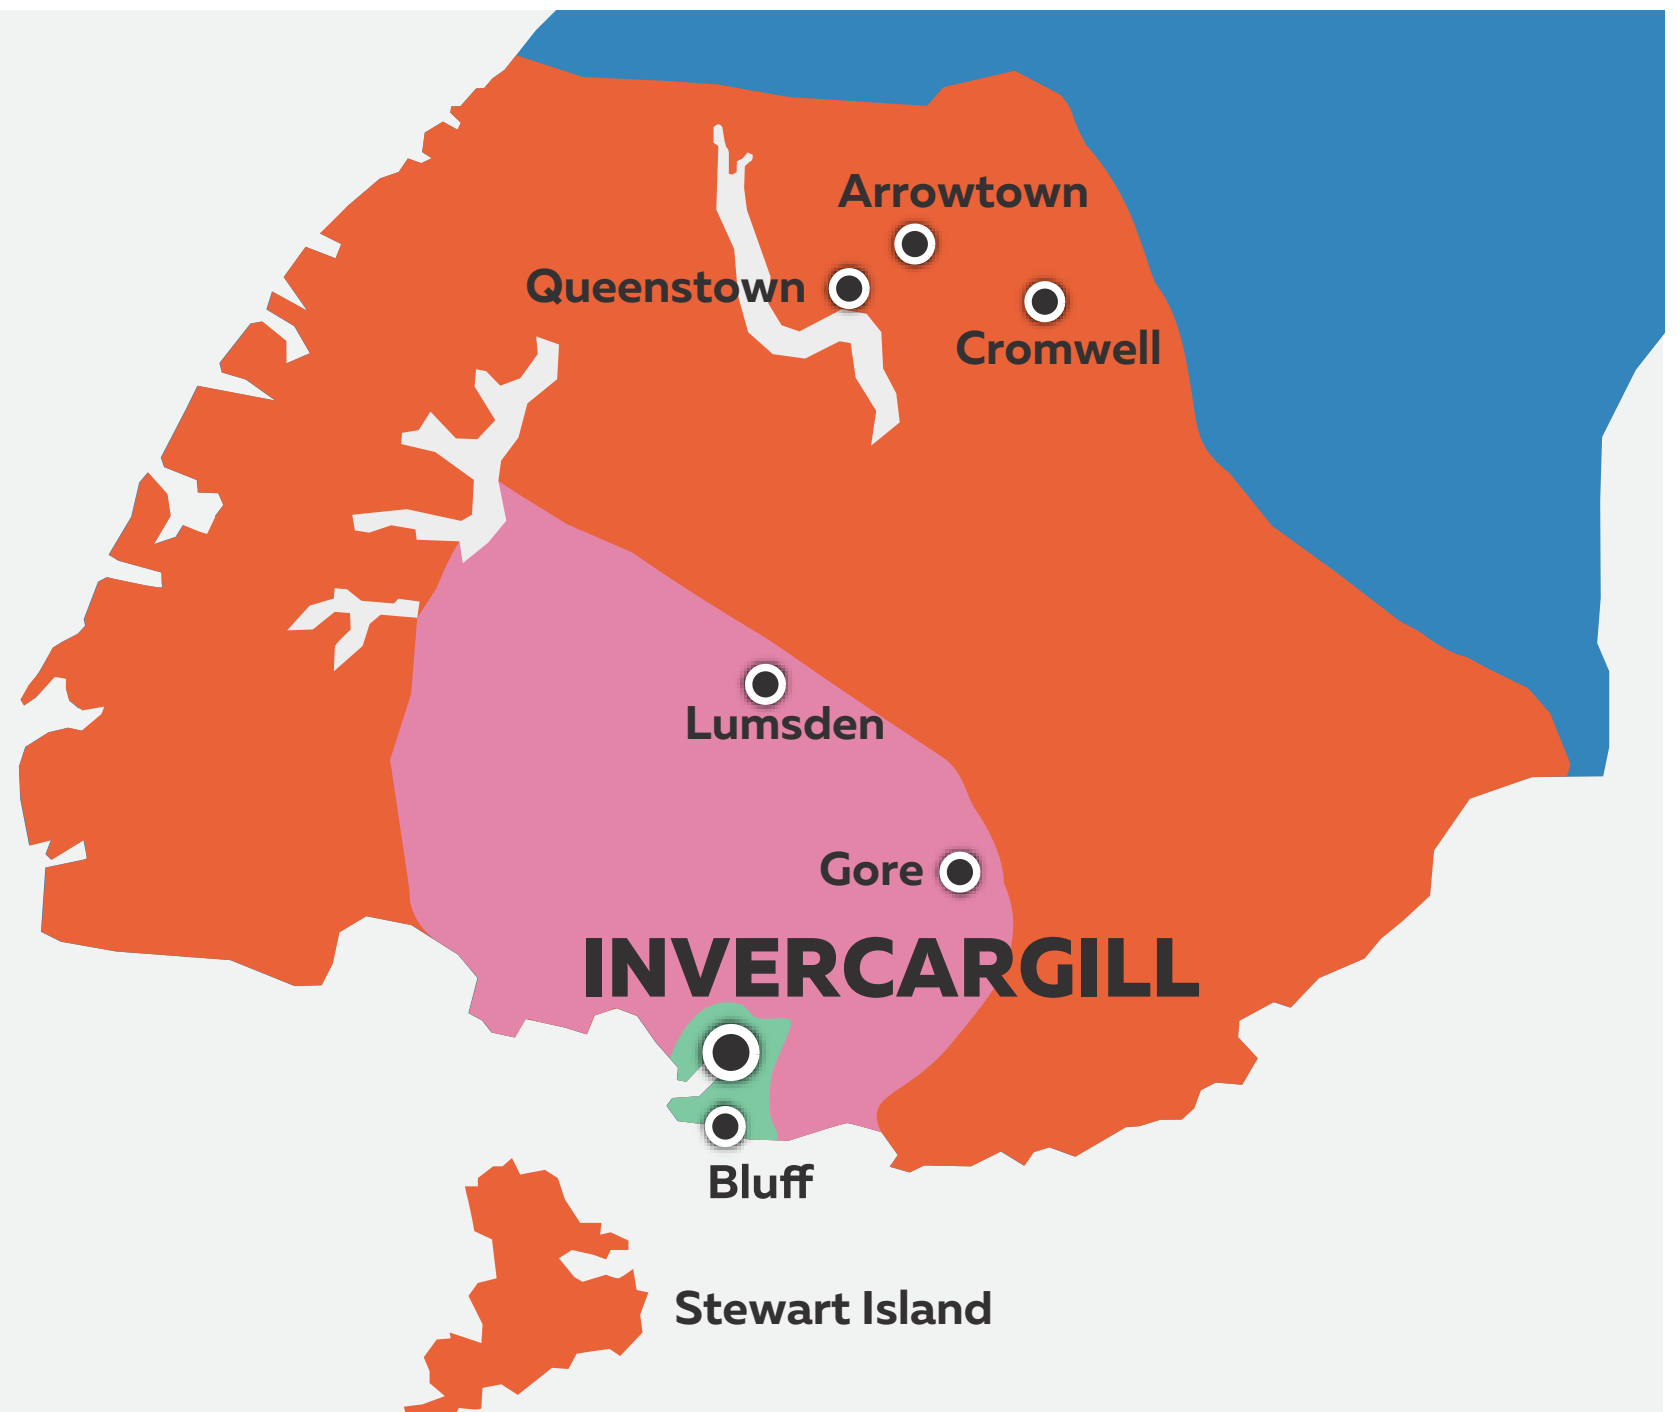 Arrowtown
Queenstown
Cromwell
Lumsden
Gore
INVERCARGILL
Bluff
Stewart Island